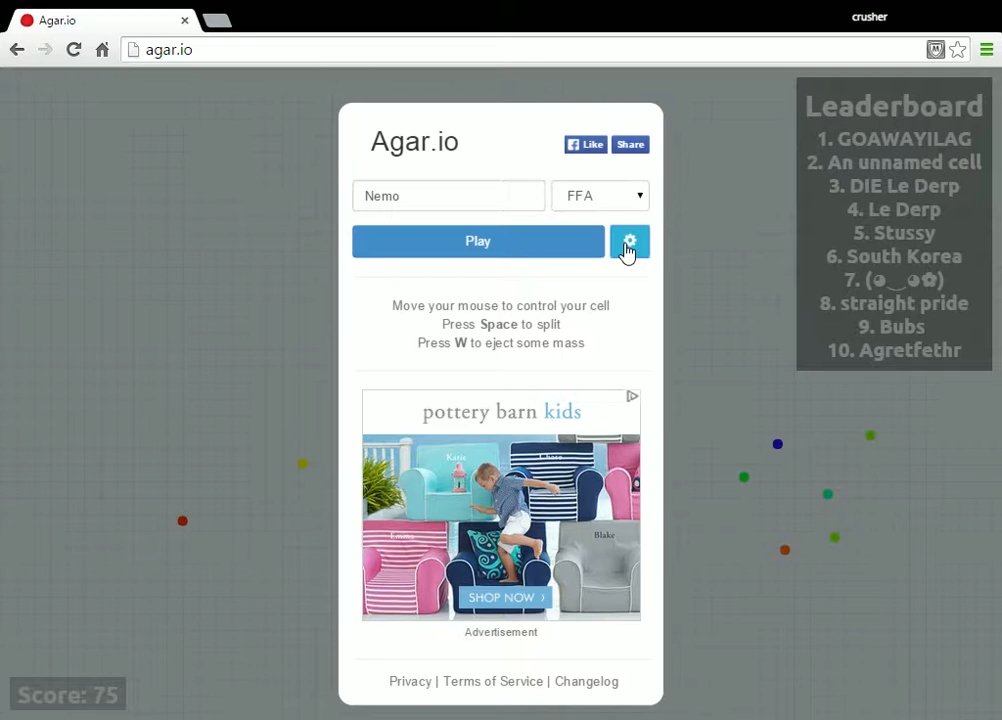 Agar.io
crusher
agar.io
Agar.io
Like
Share
Nemo
FFA
Play
Move your mouse to control your cell
Press Space to split
Press W to eject some mass
pottery barn kids
Katie
Chase
Emma
Blake
SHOP NOW
Advertisement
Privacy | Terms of Service | Changelog
Leaderboard
1. GOAWAYILAG
2. An unnamed cell
3. DIE Le Derp
4. Le Derp
5. Stussy
6. South Korea
7. (◕‿◕✿)
8. straight pride
9. Bubs
10. Agretfethr
Score: 75